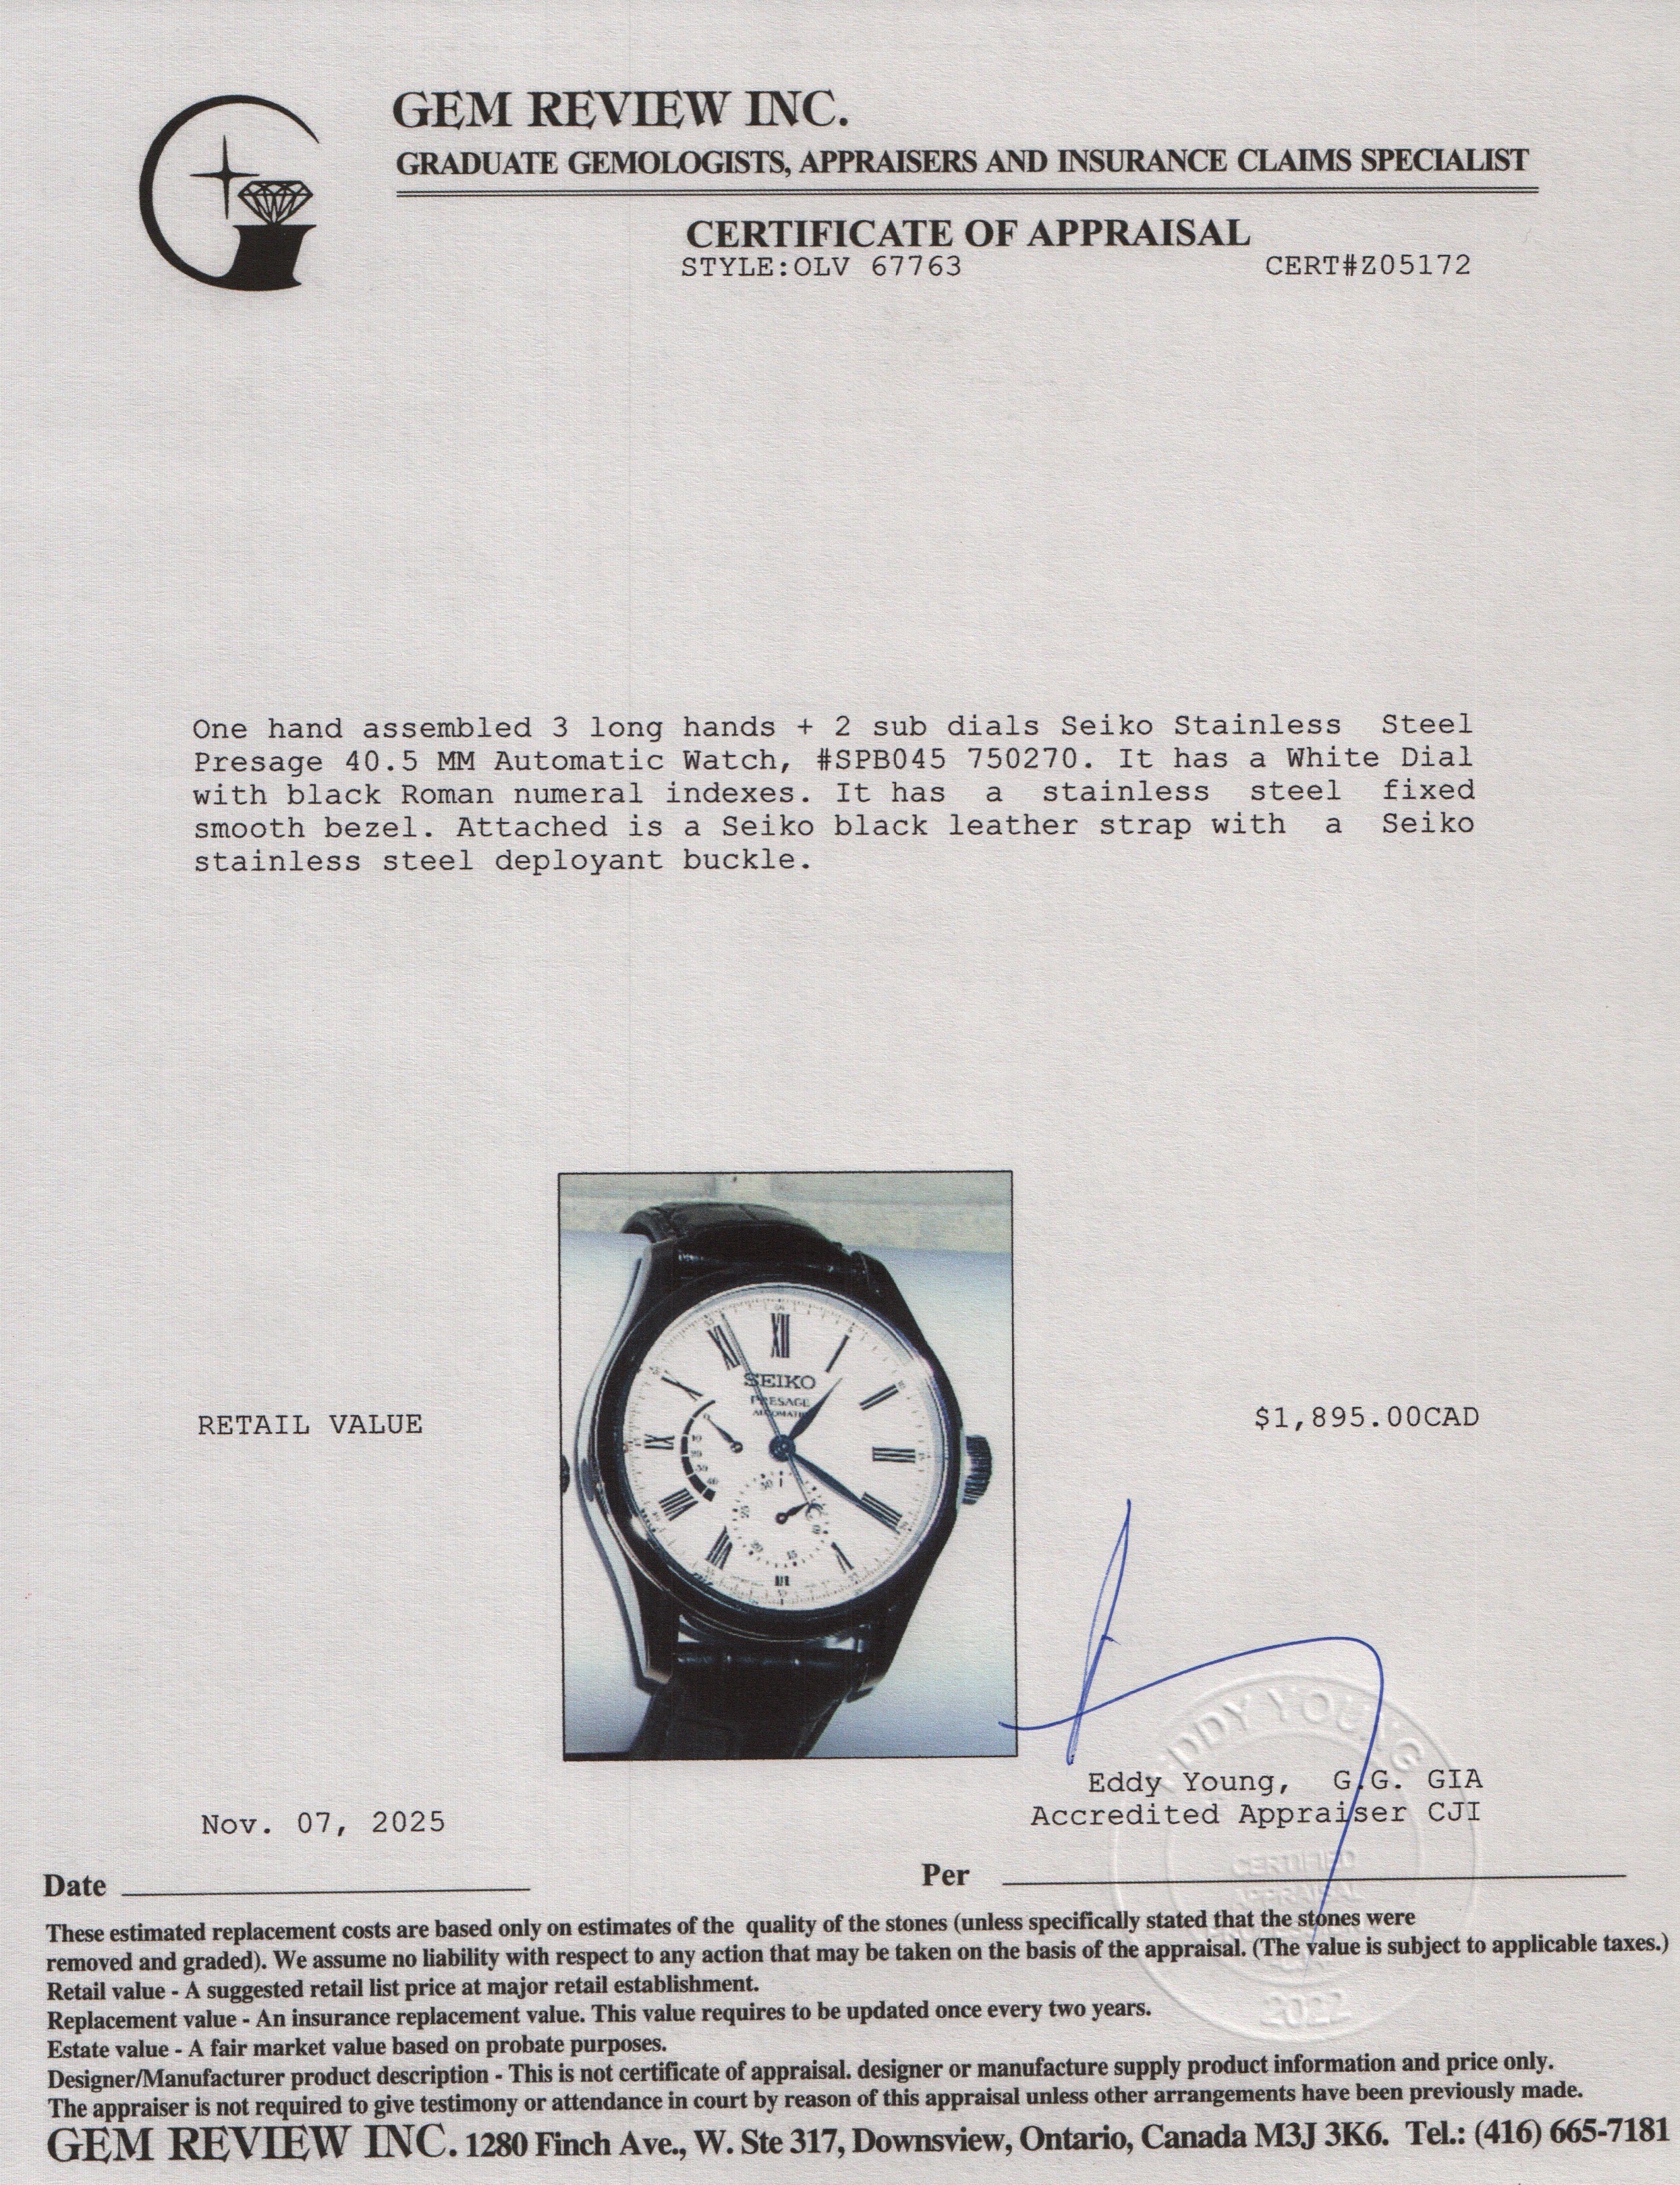 GEM REVIEW INC.
GRADUATE GEMOLOGISTS, APPRAISERS AND INSURANCE CLAIMS SPECIALIST
CERTIFICATE OF APPRAISAL
STYLE:OLV 67763 CERT#Z05172
One hand assembled 3 long hands + 2 sub dials Seiko Stainless Steel
Presage 40.5 MM Automatic Watch, #SPB045 750270. It has a White Dial
with black Roman numeral indexes. It has a stainless steel fixed
smooth bezel. Attached is a Seiko black leather strap with a Seiko
stainless steel deployant buckle.
SEIKO
PRESAGE
AUTOMATIC
RETAIL VALUE $1,895.00CAD
EDDY YOUNG
Eddy Young, G.G. GIA
Accredited Appraiser CJI
Nov. 07, 2025
CERTIFIED
APPRAISAL
2022
Date Per
These estimated replacement costs are based only on estimates of the quality of the stones (unless specifically stated that the stones were
removed and graded). We assume no liability with respect to any action that may be taken on the basis of the appraisal. (The value is subject to applicable taxes.)
Retail value - A suggested retail list price at major retail establishment.
Replacement value - An insurance replacement value. This value requires to be updated once every two years.
Estate value - A fair market value based on probate purposes.
Designer/Manufacturer product description - This is not certificate of appraisal. designer or manufacture supply product information and price only.
The appraiser is not required to give testimony or attendance in court by reason of this appraisal unless other arrangements have been previously made.
GEM REVIEW INC. 1280 Finch Ave., W. Ste 317, Downsview, Ontario, Canada M3J 3K6. Tel.: (416) 665-7181